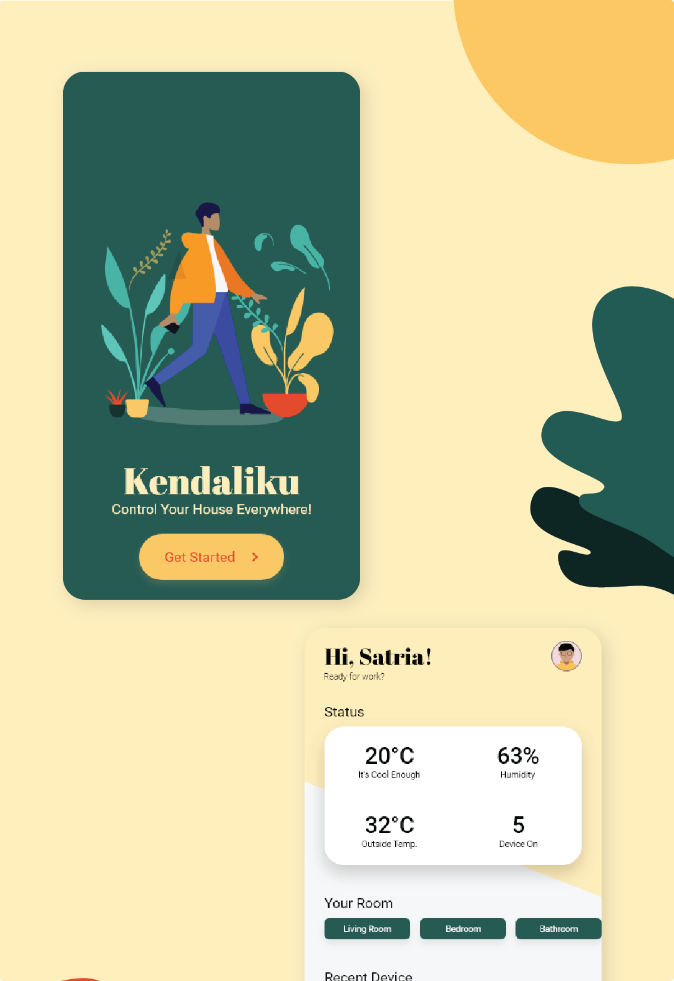 Kendaliku
Control Your House Everywhere!
Get Started
Hi, Satria!
Ready for work?
Status
20°C 63%
It's Cool Enough Humidity
32°C 5
Outside Temp. Device On
Your Room
Living Room Bedroom Bathroom
Recent Device